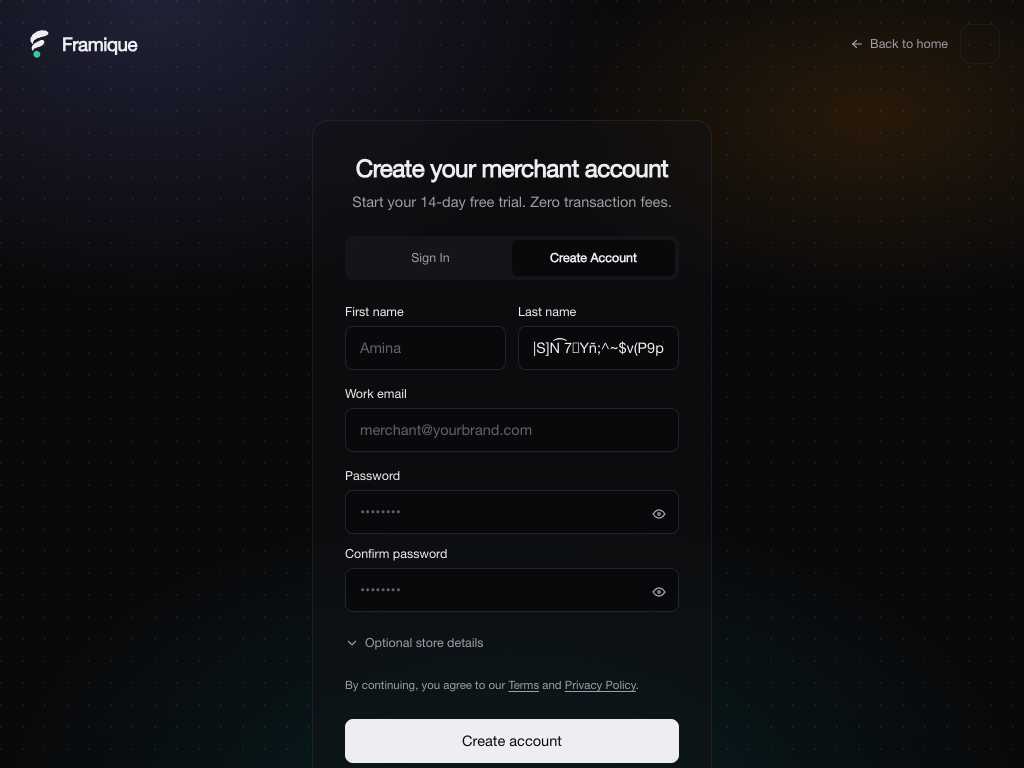 Framique
Back to home
Create your merchant account
Start your 14-day free trial. Zero transaction fees.
Sign In
Create Account
First name
Last name
Amina
Work email
merchant@yourbrand.com
Password
••••••••
Confirm password
••••••••
Optional store details
By continuing, you agree to our Terms and Privacy Policy.
Create account